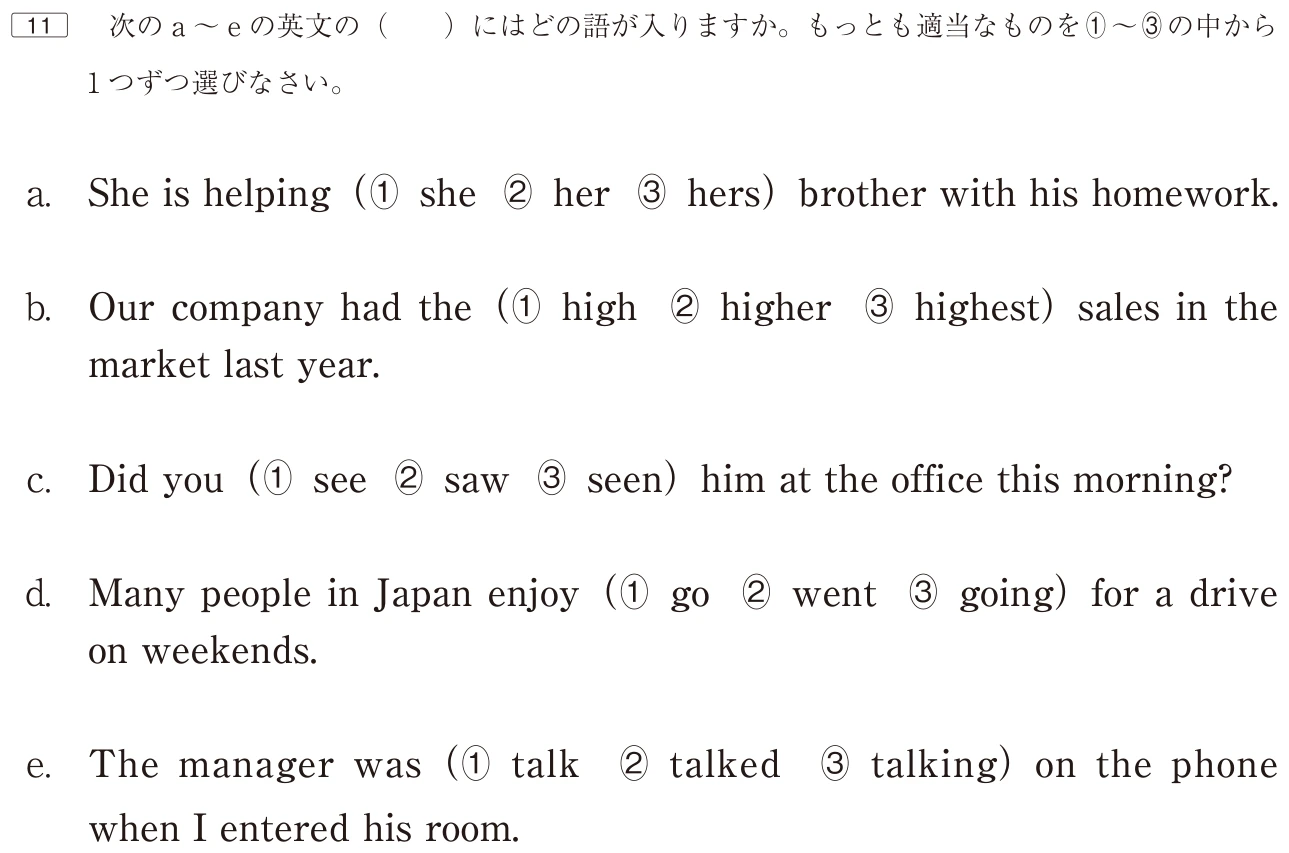 11 次のa～eの英文の（　　）にはどの語が入りますか。もっとも適当なものを①～③の中から
1つずつ選びなさい。
a. She is helping (① she ② her ③ hers) brother with his homework.
b. Our company had the (① high ② higher ③ highest) sales in the
market last year.
c. Did you (① see ② saw ③ seen) him at the office this morning?
d. Many people in Japan enjoy (① go ② went ③ going) for a drive
on weekends.
e. The manager was (① talk ② talked ③ talking) on the phone
when I entered his room.